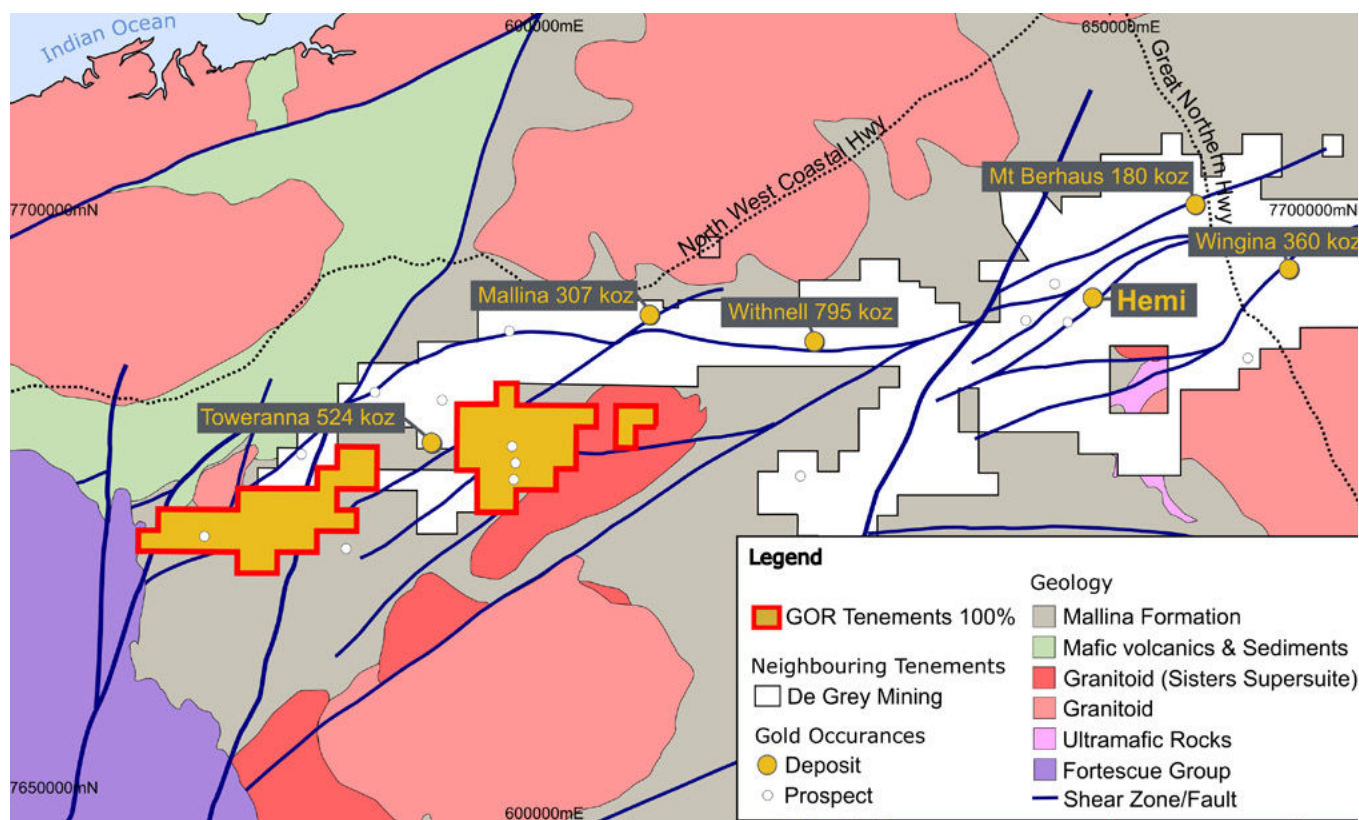 Indian Ocean
600000mE
650000mE
Great Northern Hwy
North West Coastal Hwy
Mt Berhaus 180 koz
7700000mN
7700000mN
Wingina 360 koz
Mallina 307 koz
Withnell 795 koz
Hemi
Toweranna 524 koz
Legend
GOR Tenements 100%
Neighbouring Tenements
De Grey Mining
Gold Occurances
Deposit
Prospect
Geology
Mallina Formation
Mafic volcanics & Sediments
Granitoid (Sisters Supersuite)
Granitoid
Ultramafic Rocks
Fortescue Group
Shear Zone/Fault
7650000mN
600000mE